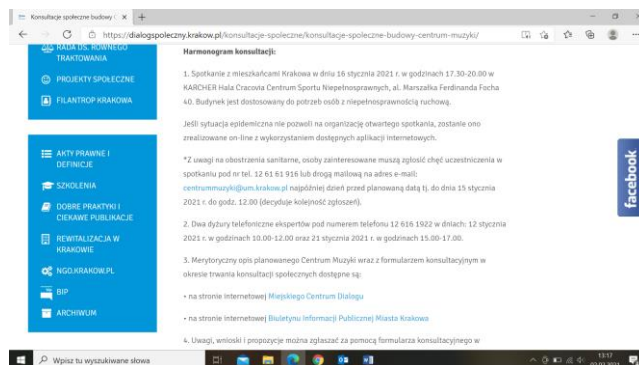 Konsultacje społeczne budowy C
https://dialogspoleczny.krakow.pl/konsultacje-spoleczne/konsultacje-spoleczne-budowy-centrum-muzyki/
RADA DS. RÓWNEGO
TRAKTOWANIA
PROJEKTY SPOŁECZNE
FILANTROP KRAKOWA
AKTY PRAWNE I
DEFINICJE
SZKOLENIA
DOBRE PRAKTYKI I
CIEKAWE PUBLIKACJE
REWITALIZACJA W
KRAKOWIE
NGO.KRAKOW.PL
BIP
ARCHIWUM
Harmonogram konsultacji:
1. Spotkanie z mieszkańcami Krakowa w dniu 16 stycznia 2021 r. w godzinach 17.30-20.00 w
KARCHER Hala Cracovia Centrum Sportu Niepełnosprawnych, al. Marszałka Ferdinanda Focha
40. Budynek jest dostosowany do potrzeb osób z niepełnosprawnością ruchową.
Jeśli sytuacja epidemiczna nie pozwoli na organizację otwartego spotkania, zostanie ono
zrealizowane on-line z wykorzystaniem dostępnych aplikacji internetowych.
*Z uwagi na obostrzenia sanitarne, osoby zainteresowane muszą zgłosić chęć uczestniczenia w
spotkaniu pod nr tel. 12 61 61 916 lub drogą mailową na adres e-mail:
centrummuzyki@um.krakow.pl najpóźniej dzień przed planowaną datą tj. do dnia 15 stycznia
2021 r. do godz. 12.00 (decyduje kolejność zgłoszeń).
2. Dwa dyżury telefoniczne ekspertów pod numerem telefonu 12 616 1922 w dniach: 12 stycznia
2021 r. w godzinach 10.00-12.00 oraz 21 stycznia 2021 r. w godzinach 15.00-17.00.
3. Merytoryczny opis planowanego Centrum Muzyki wraz z formularzem konsultacyjnym w
okresie trwania konsultacji społecznych dostępne są:
• na stronie internetowej Miejskiego Centrum Dialogu
• na stronie internetowej Biuletynu Informacji Publicznej Miasta Krakowa
4. Uwagi, wnioski i propozycje można zgłaszać za pomocą formularza konsultacyjnego w
facebook
Wpisz tu wyszukiwane słowa
13:17